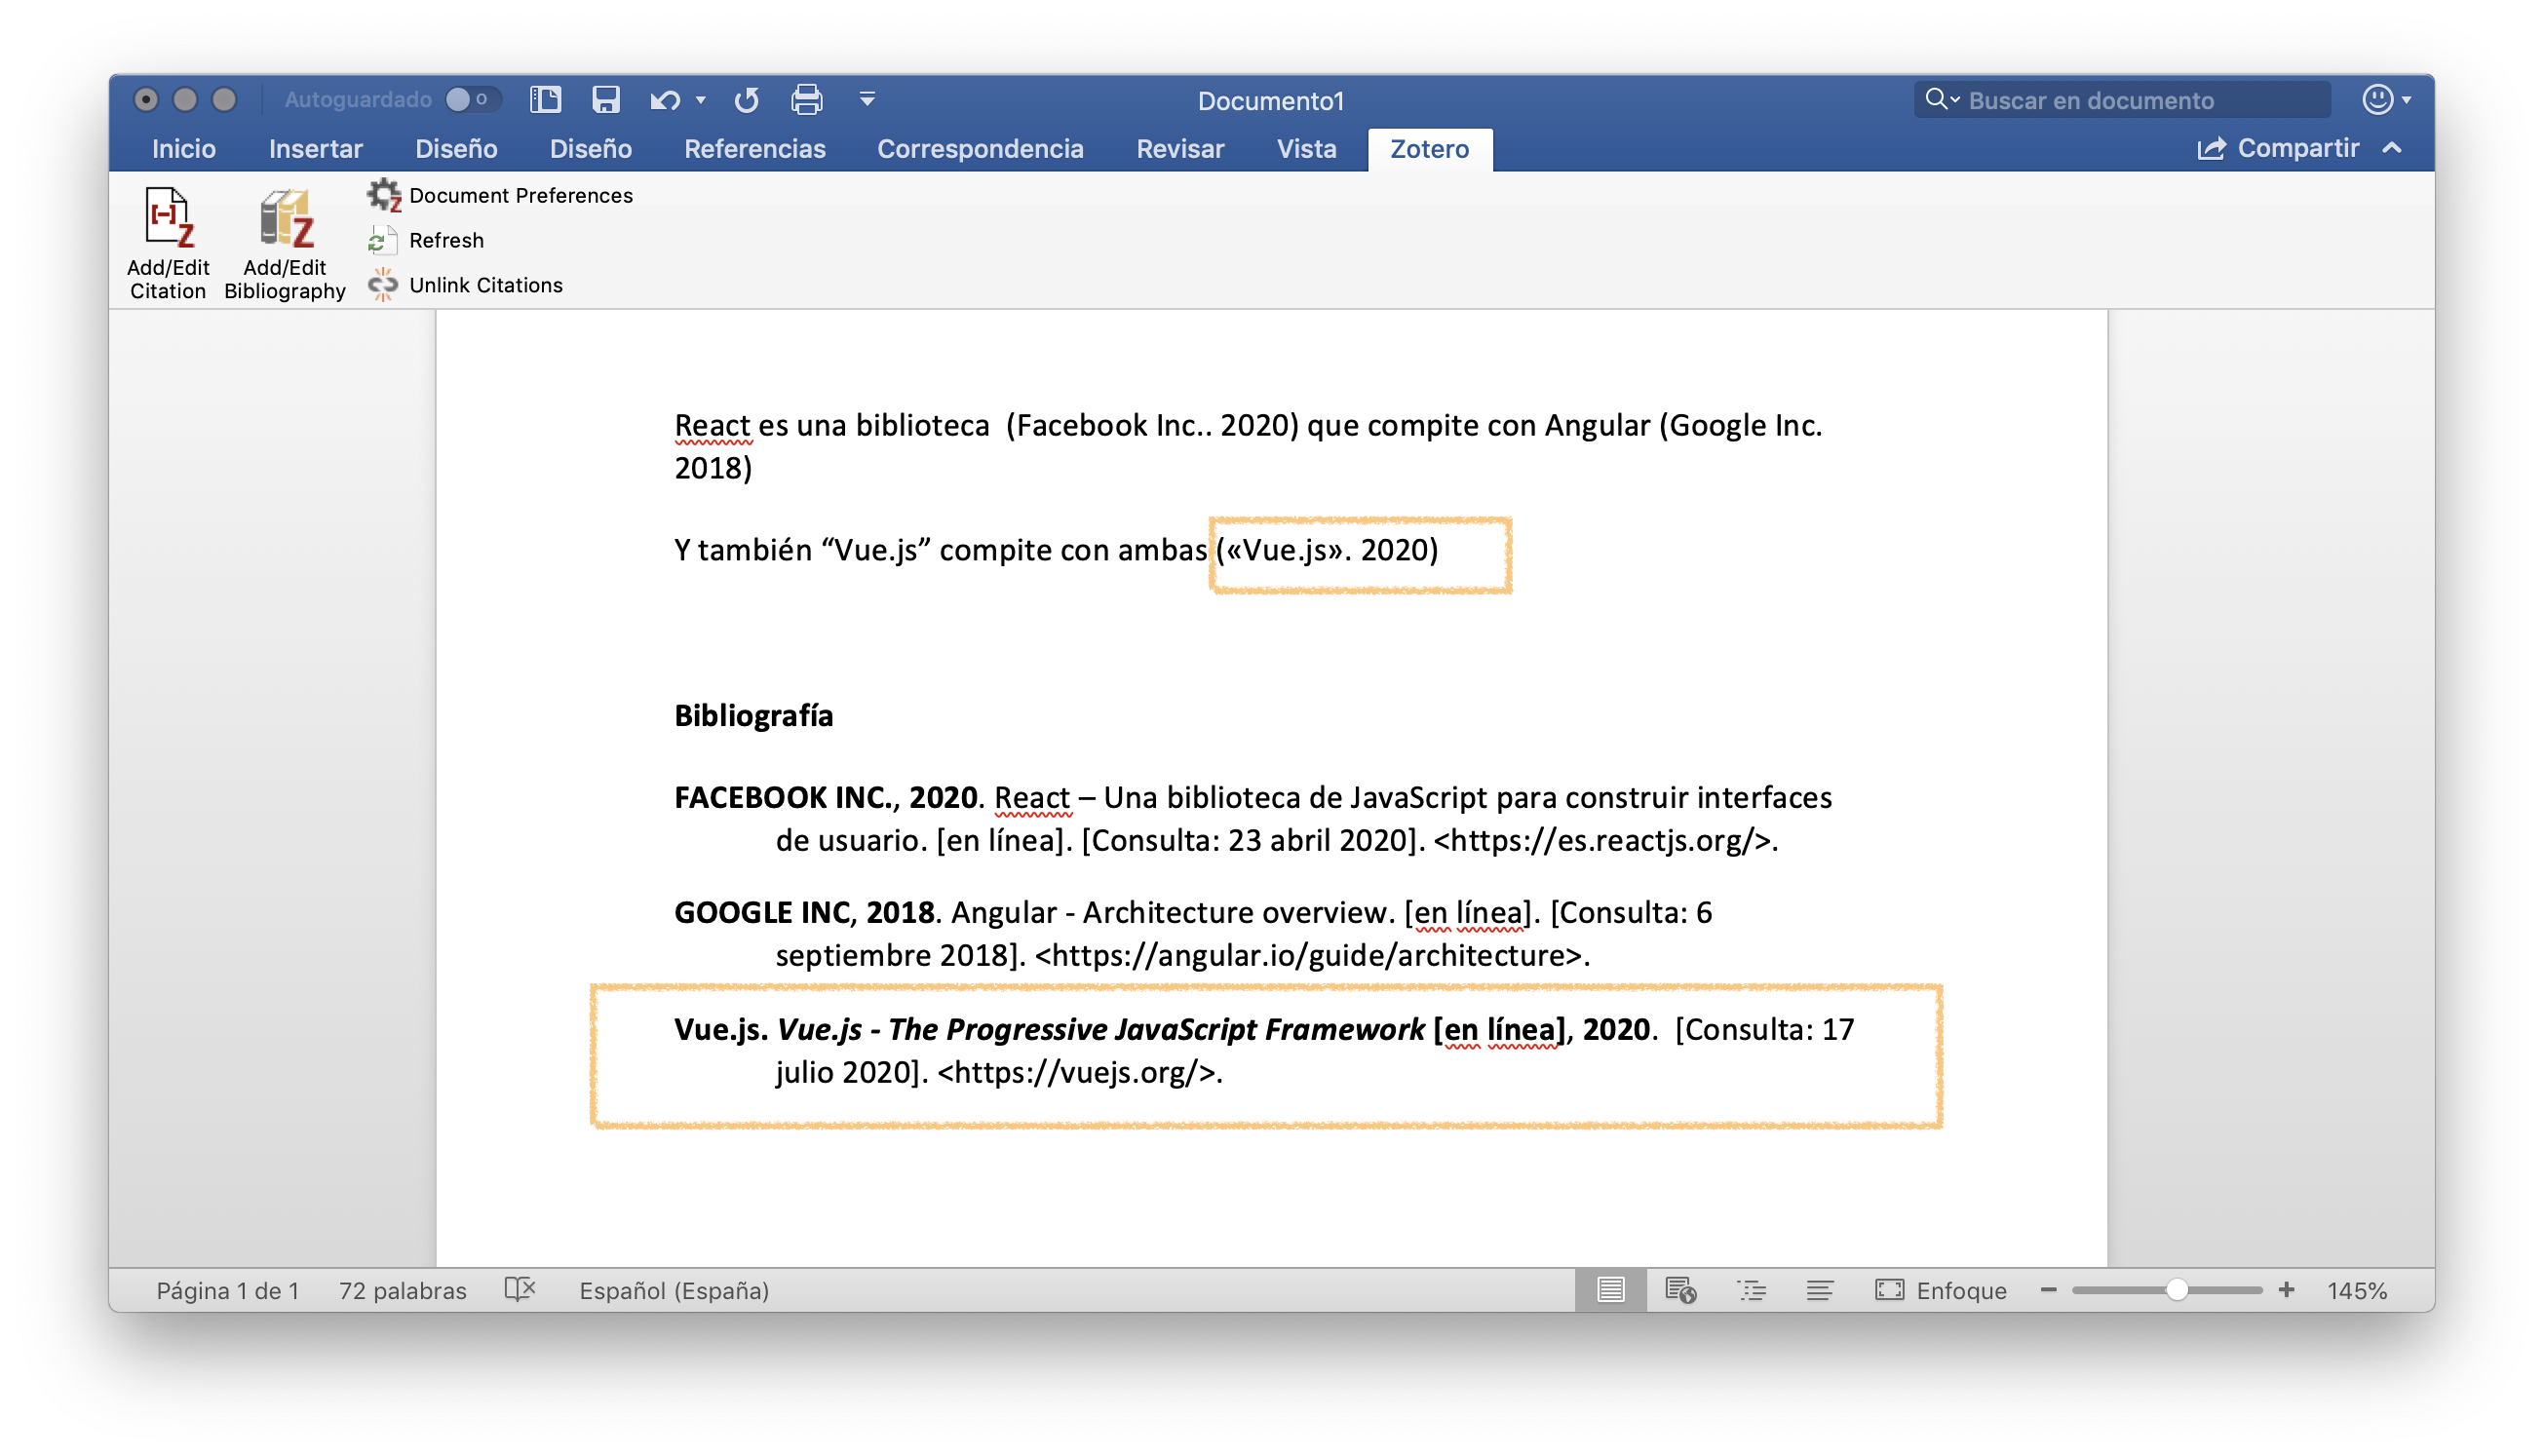 Autoguardado
Documento1
Buscar en documento
Inicio Insertar Diseño Diseño Referencias Correspondencia Revisar Vista Zotero Compartir
Add/Edit Citation
Add/Edit Bibliography
Document Preferences
Refresh
Unlink Citations
React es una biblioteca  (Facebook Inc.. 2020) que compite con Angular (Google Inc.
2018)
Y también “Vue.js” compite con ambas («Vue.js». 2020)
Bibliografía
FACEBOOK INC., 2020. React – Una biblioteca de JavaScript para construir interfaces
de usuario. [en línea]. [Consulta: 23 abril 2020]. <https://es.reactjs.org/>.
GOOGLE INC, 2018. Angular - Architecture overview. [en línea]. [Consulta: 6
septiembre 2018]. <https://angular.io/guide/architecture>.
Vue.js. Vue.js - The Progressive JavaScript Framework [en línea], 2020.  [Consulta: 17
julio 2020]. <https://vuejs.org/>.
Página 1 de 1 72 palabras Español (España) Enfoque 145%